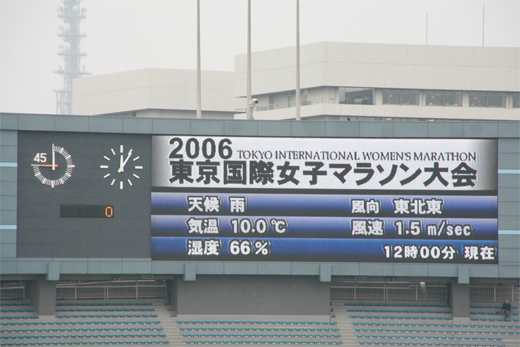 2006 TOKYO INTERNATIONAL WOMEN'S MARATHON
東京国際女子マラソン大会
天候 雨 風向 東北東
気温 10.0℃ 風速 1.5 m/sec
湿度 66% 12時00分 現在
45
0